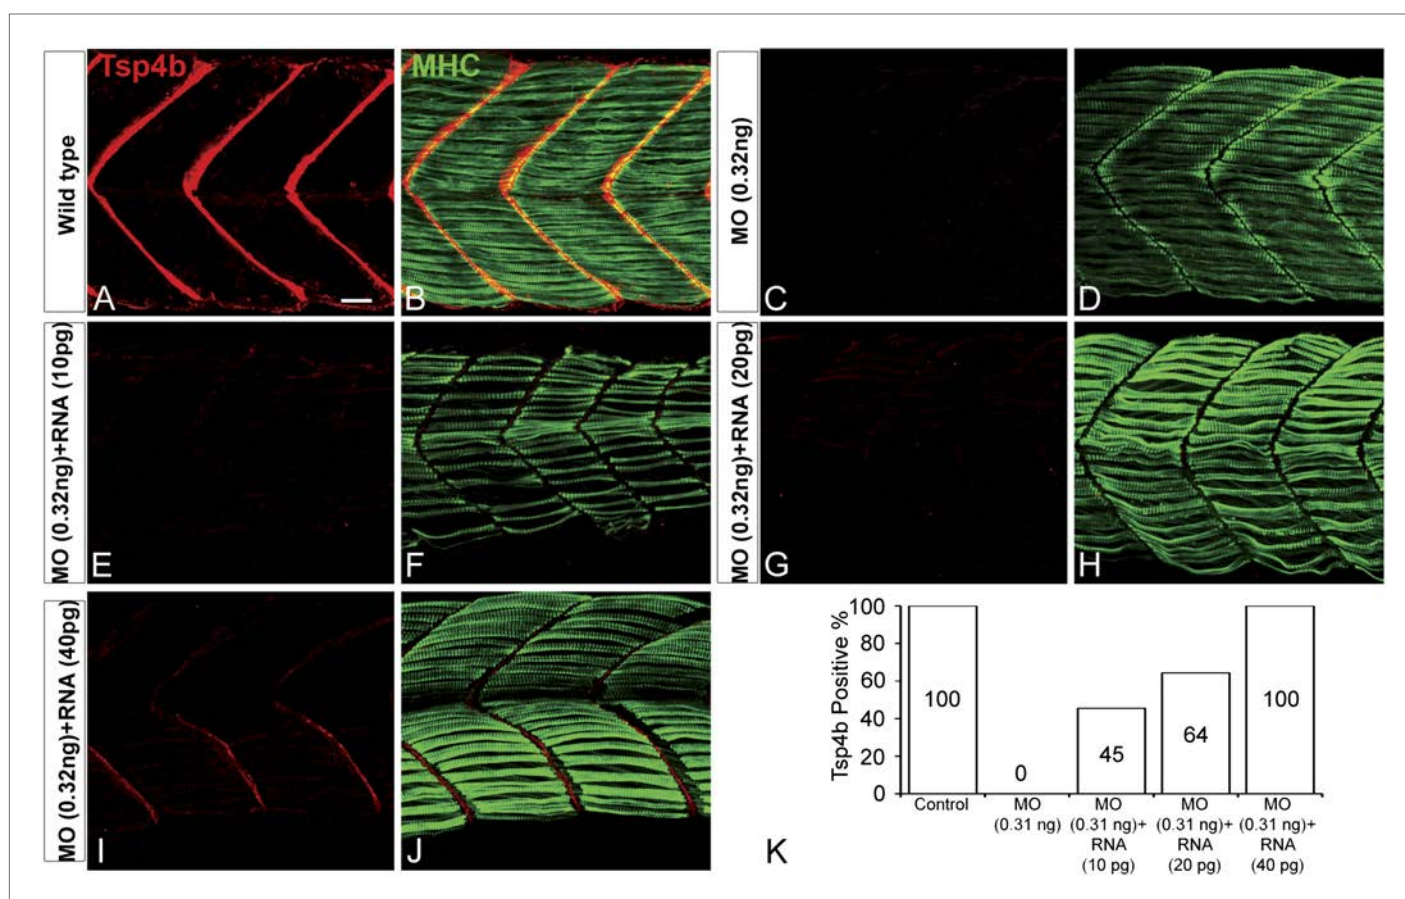 Wild type
Tsp4b
A
MHC
B
MO (0.32ng)
C
D
MO (0.32ng)+RNA (10pg)
E
F
MO (0.32ng)+RNA (20pg)
G
H
MO (0.32ng)+RNA (40pg)
I
J
K
Tsp4b Positive %
100
80
60
40
20
0
100
0
45
64
100
Control
MO
(0.31 ng)
MO
(0.31 ng)+
RNA
(10 pg)
MO
(0.31 ng)+
RNA
(20 pg)
MO
(0.31 ng)+
RNA
(40 pg)